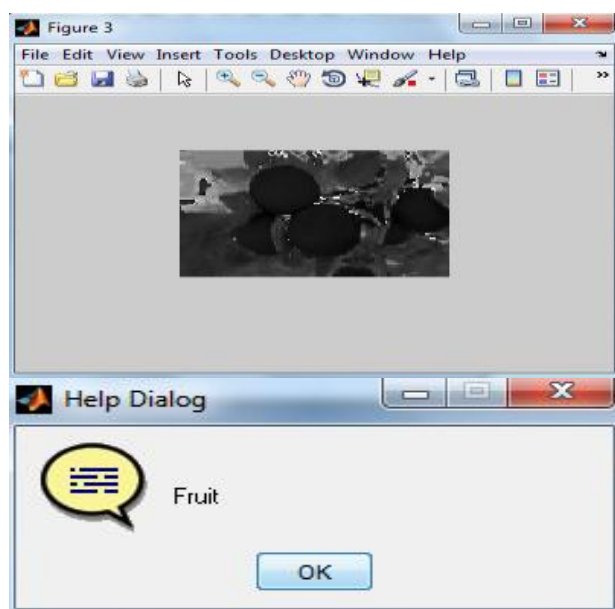 Figure 3
File Edit View Insert Tools Desktop Window Help
Help Dialog
Fruit
OK